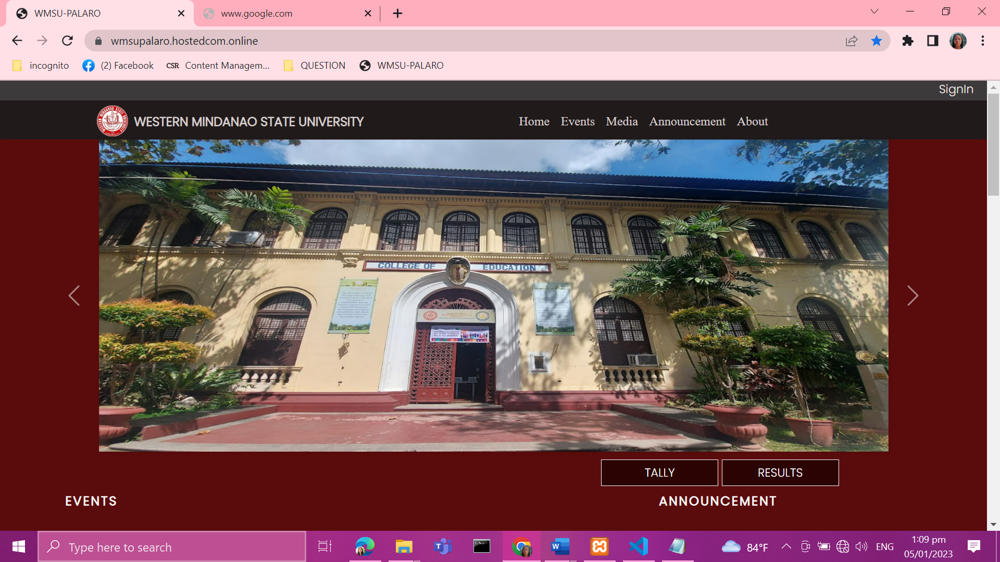 WMSU-PALARO
www.google.com
wmsupalaro.hostedcom.online
incognito
(2) Facebook
CSR Content Managem...
QUESTION
WMSU-PALARO
SignIn
WESTERN MINDANAO STATE UNIVERSITY
Home Events Media Announcement About
COLLEGE OF EDUCATION
TALLY RESULTS
EVENTS
ANNOUNCEMENT
Type here to search
84°F
ENG
1:09 pm
05/01/2023